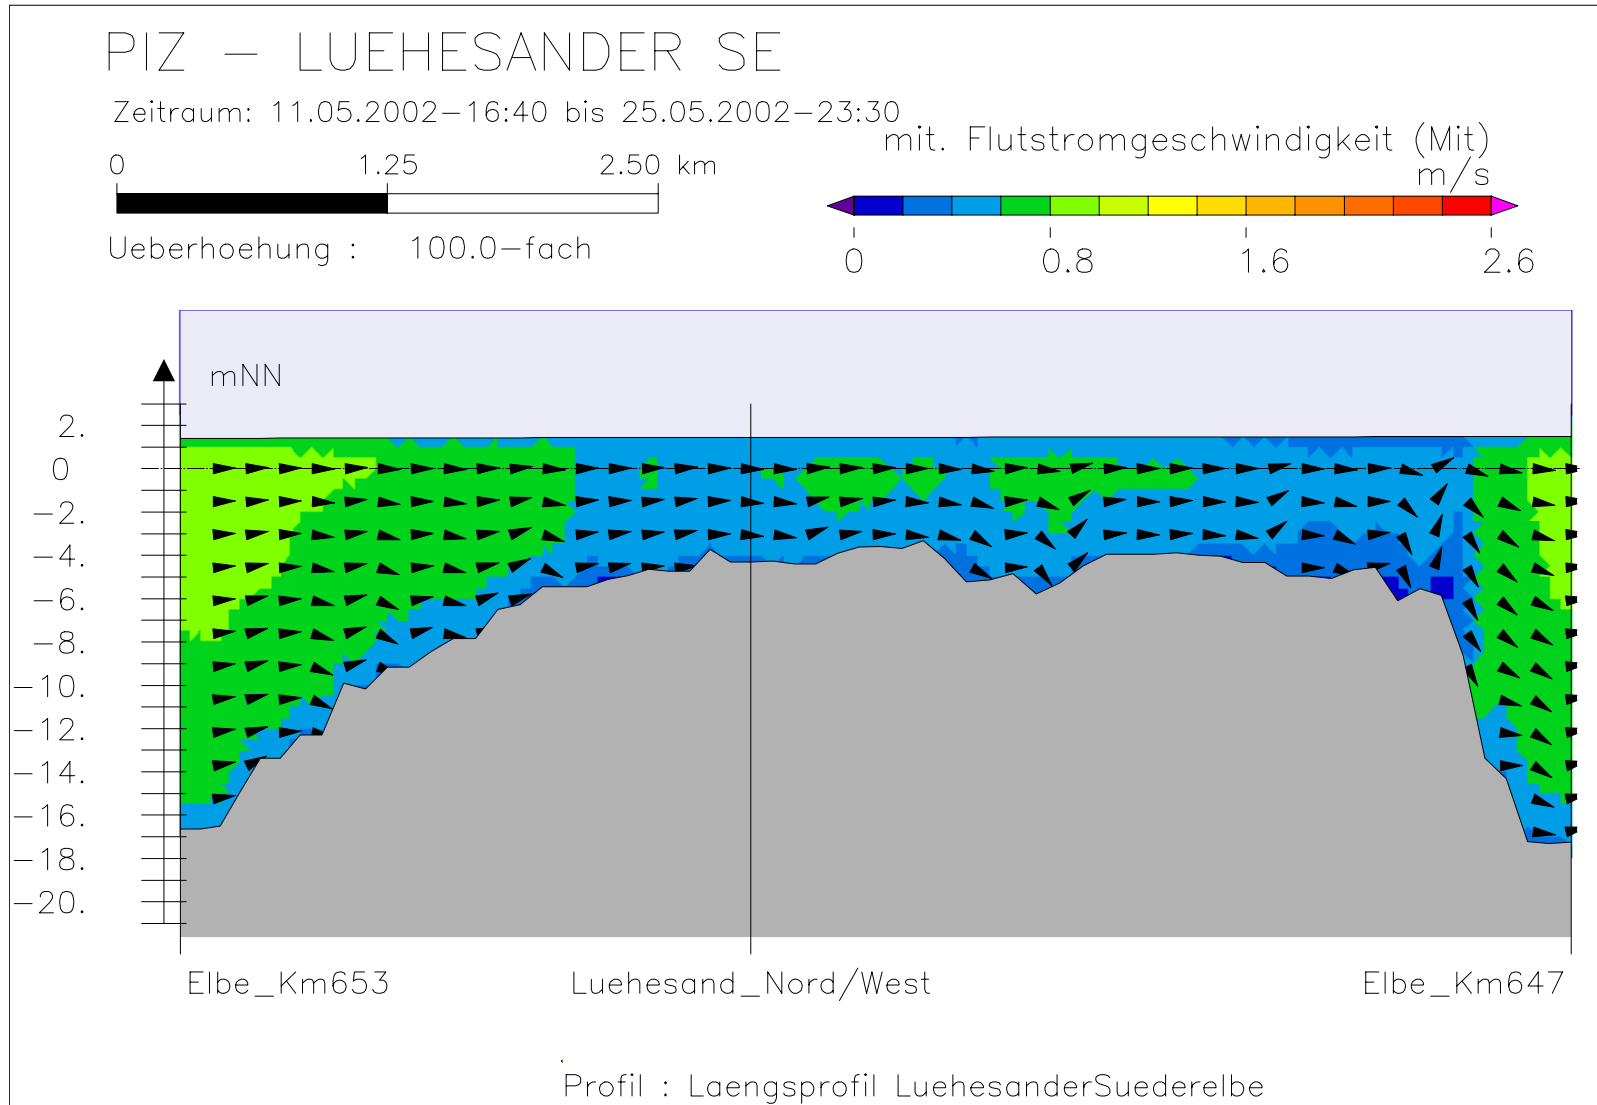 PIZ – LUEHESANDER SE
Zeitraum: 11.05.2002–16:40 bis 25.05.2002–23:30
mit. Flutstromgeschwindigkeit (Mit)
m/s
0 1.25 2.50 km
Ueberhoehung : 100.0–fach
0 0.8 1.6 2.6
mNN
2.
0
–2.
–4.
–6.
–8.
–10.
–12.
–14.
–16.
–18.
–20.
Elbe_Km653 Luehesand_Nord/West Elbe_Km647
Profil : Laengsprofil LuehesanderSuederelbe